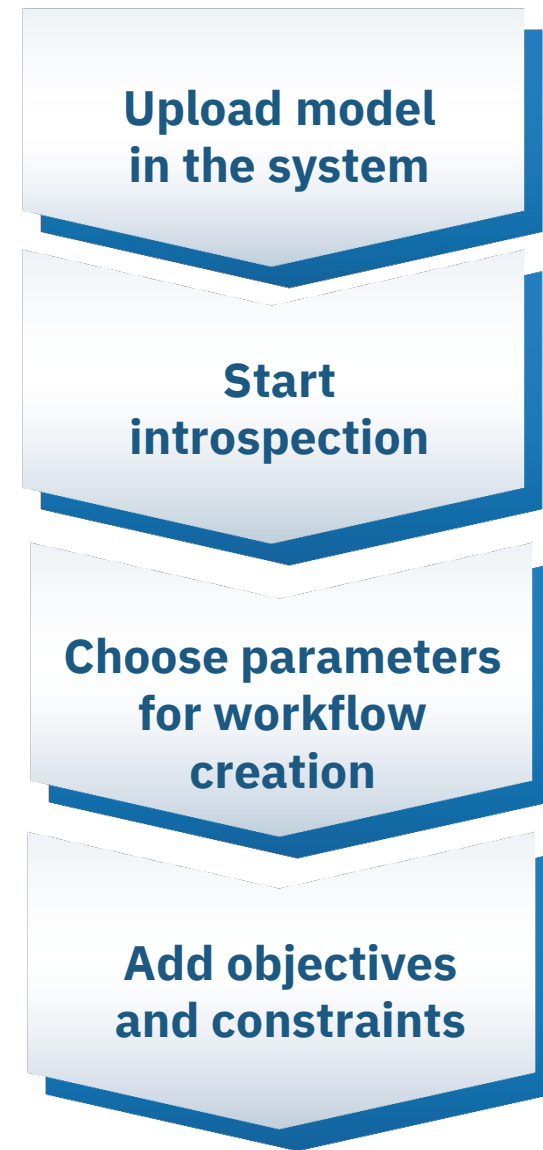 Upload model
in the system
Start
introspection
Choose parameters
for workflow
creation
Add objectives
and constraints